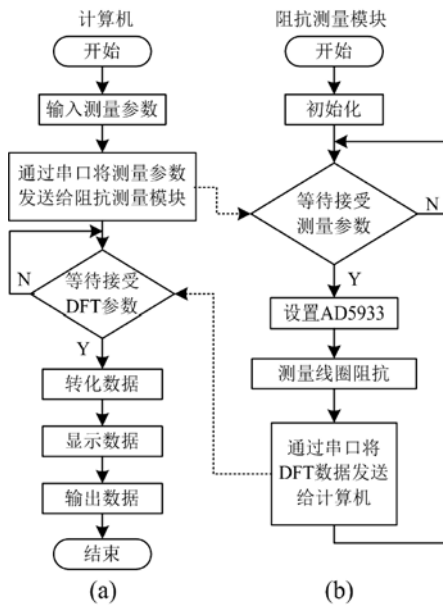 计算机
开始
输入测量参数
通过串口将测量参数
发送给阻抗测量模块
N
等待接受
DFT参数
Y
转化数据
显示数据
输出数据
结束
(a)
阻抗测量模块
开始
初始化
等待接受
测量参数
N
Y
设置AD5933
测量线圈阻抗
通过串口将
DFT数据发送
给计算机
(b)